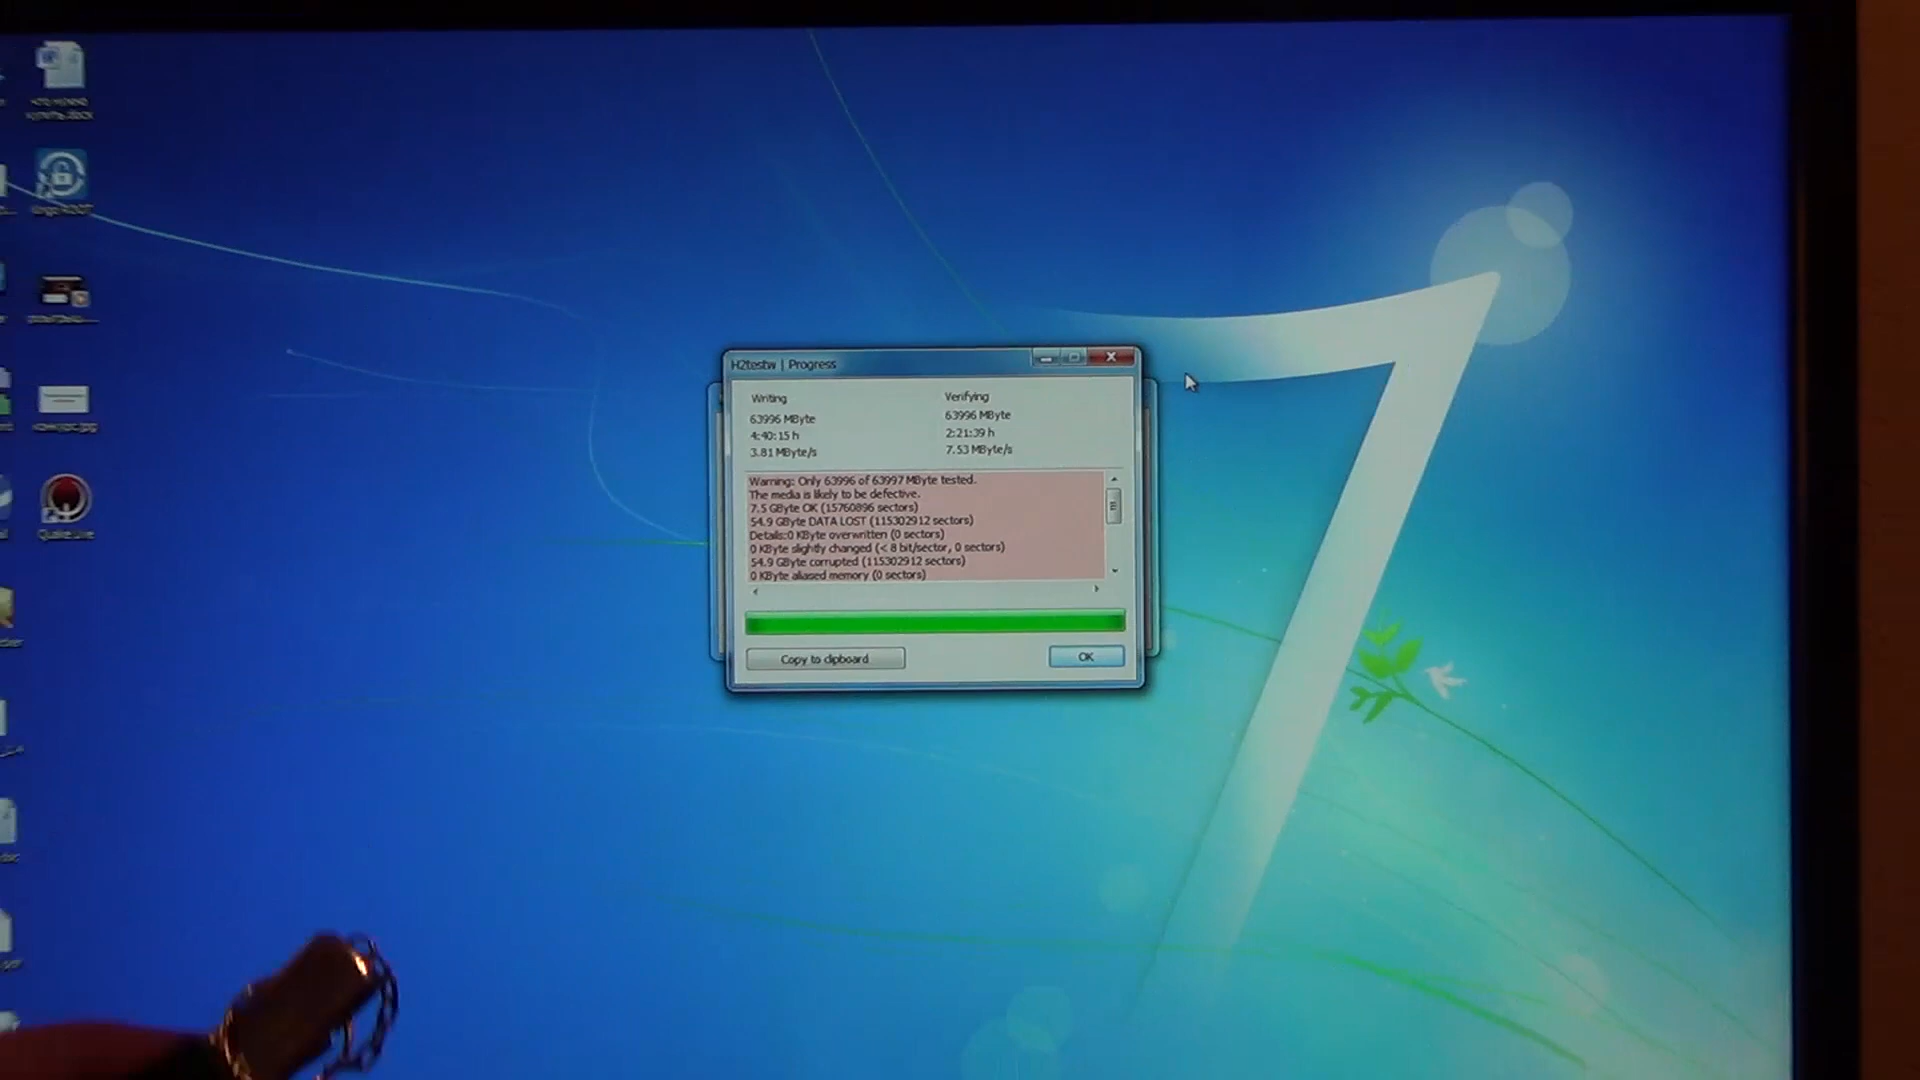 H2testw | Progress
Writing
63996 MByte
4:40:15 h
3.81 MByte/s
Verifying
63996 MByte
2:21:39 h
7.53 MByte/s
Warning: Only 63996 of 63997 MByte tested.
The media is likely to be defective.
7.5 GByte OK (15760896 sectors)
54.9 GByte DATA LOST (115302912 sectors)
Details:0 KByte overwritten (0 sectors)
0 KByte slightly changed (< 8 bit/sector, 0 sectors)
54.9 GByte corrupted (115302912 sectors)
0 KByte aliased memory (0 sectors)
Copy to clipboard
OK
Quake Live